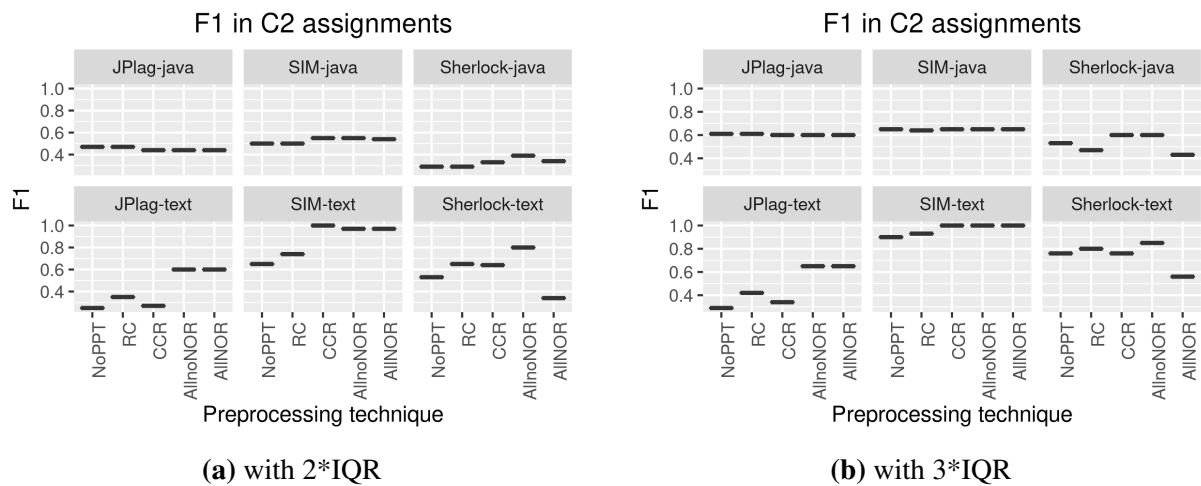 F1 in C2 assignments
JPlag-java SIM-java Sherlock-java
1.0
0.8
0.6
0.4
JPlag-text SIM-text Sherlock-text
1.0
0.8
0.6
0.4
F1
NoPPT RC CCR AllnoNOR AllNOR NoPPT RC CCR AllnoNOR AllNOR NoPPT RC CCR AllnoNOR AllNOR
Preprocessing technique
(a) with 2*IQR
F1 in C2 assignments
JPlag-java SIM-java Sherlock-java
1.0
0.8
0.6
0.4
JPlag-text SIM-text Sherlock-text
1.0
0.8
0.6
0.4
F1
NoPPT RC CCR AllnoNOR AllNOR NoPPT RC CCR AllnoNOR AllNOR NoPPT RC CCR AllnoNOR AllNOR
Preprocessing technique
(b) with 3*IQR